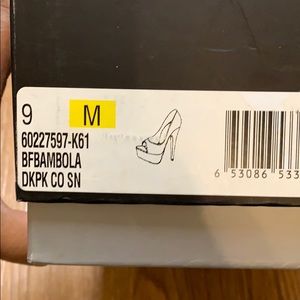 9 M
60227597-K61
BFBAMBOLA
DKPK CO SN
6 53086 533